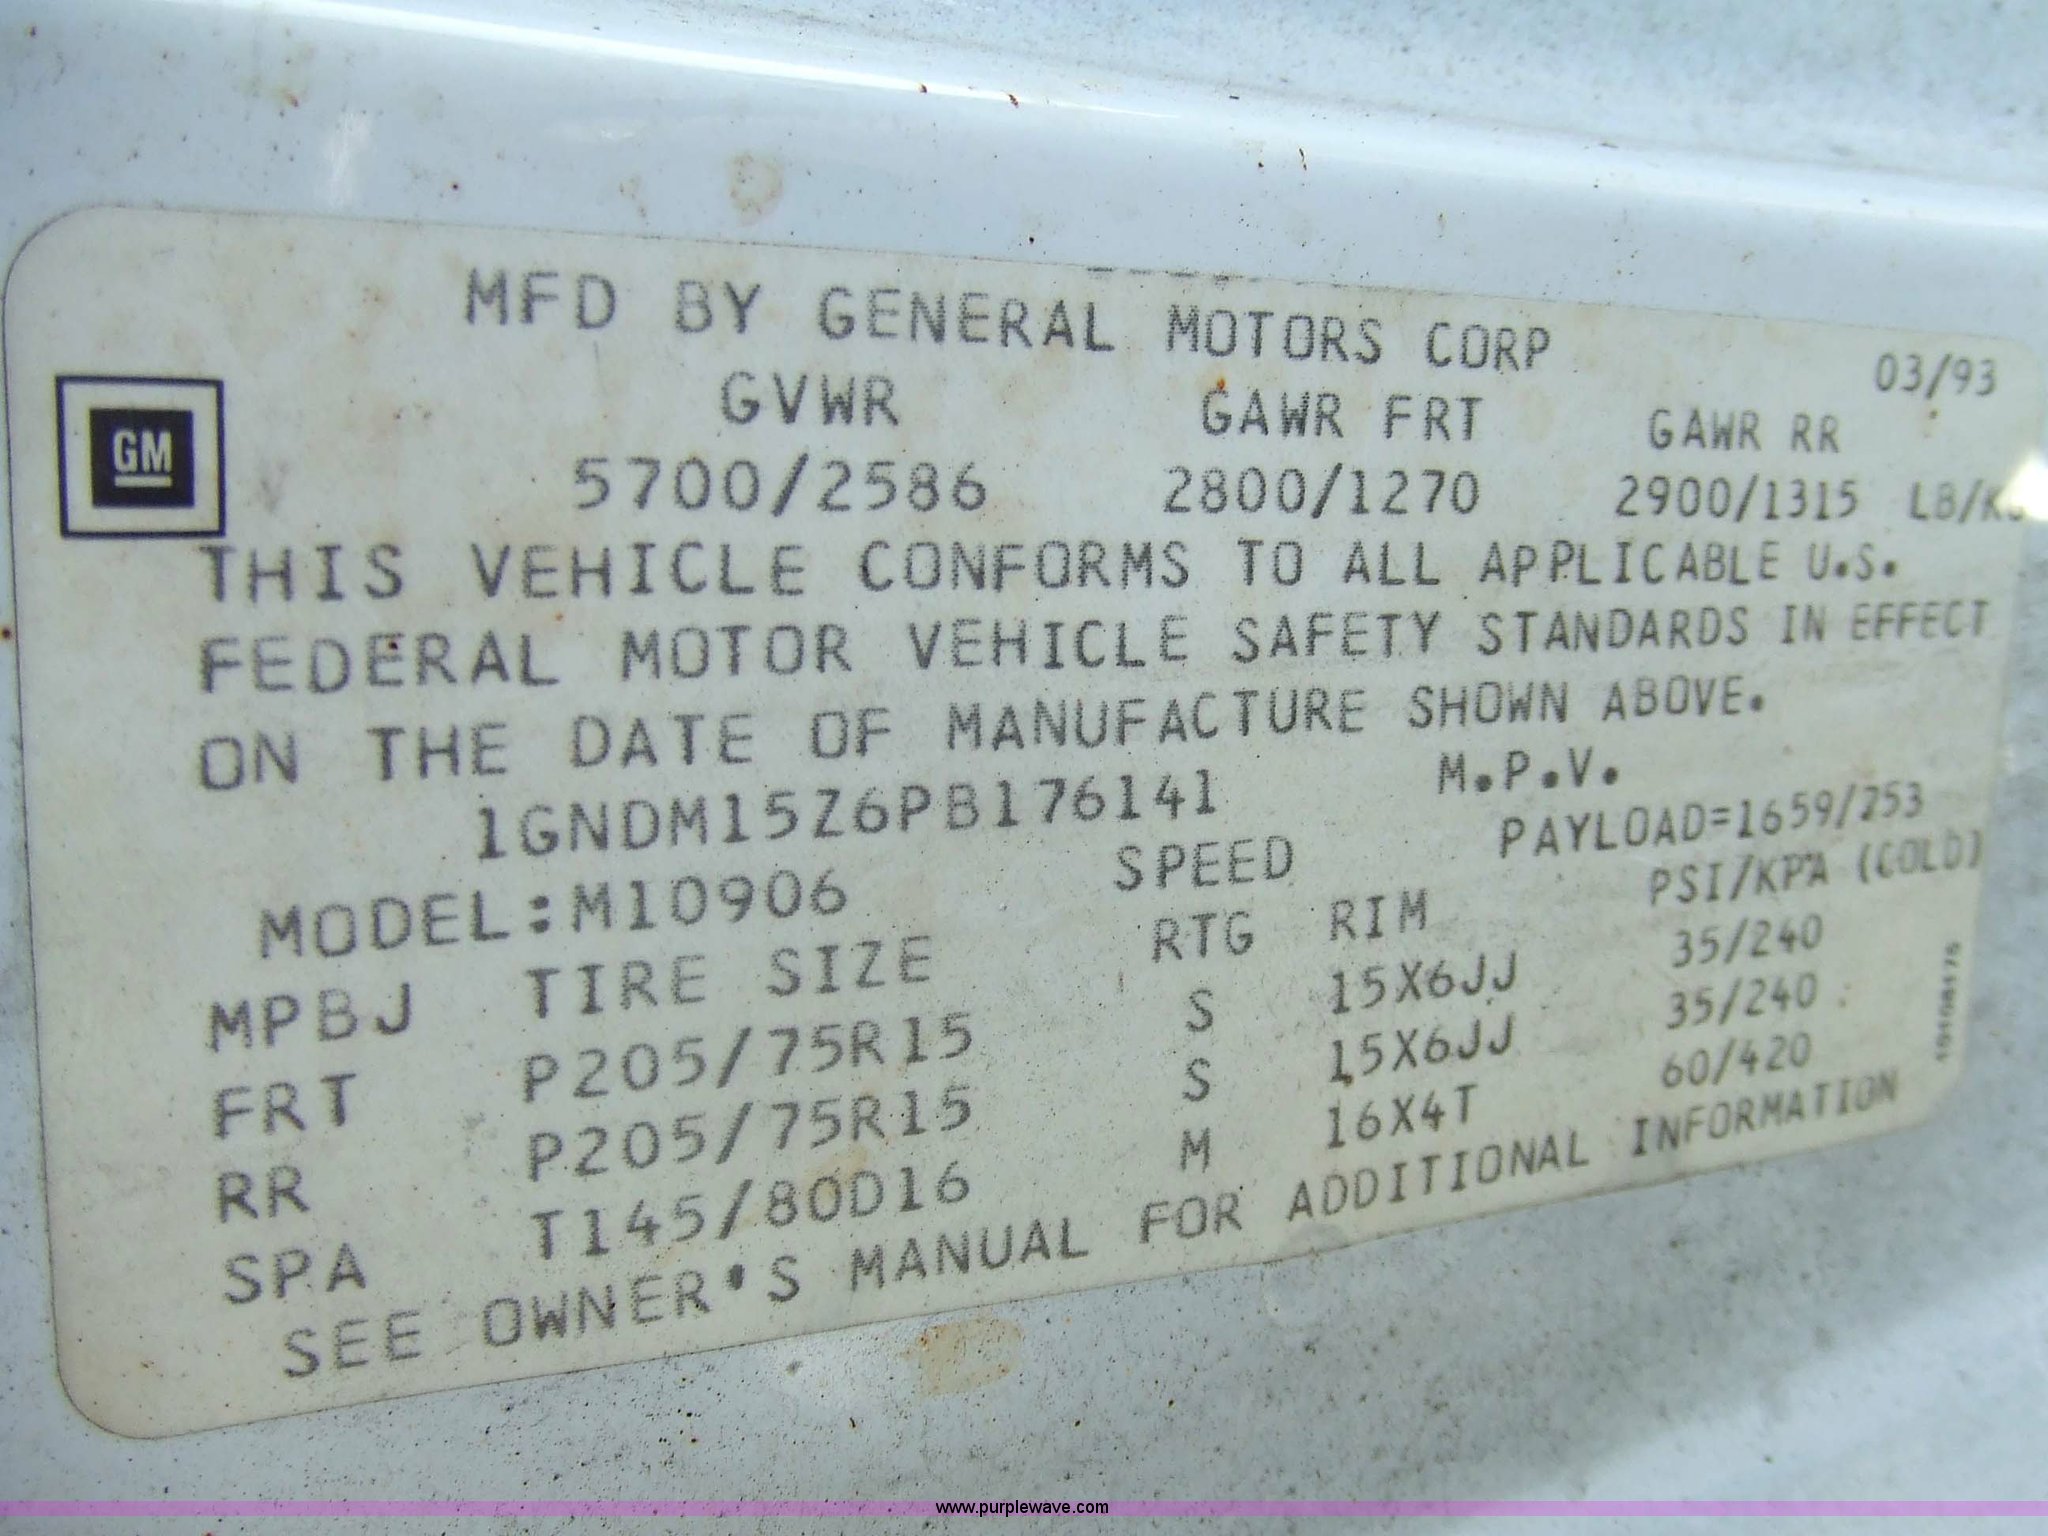 MFD BY GENERAL MOTORS CORP 03/93
GVWR GAWR FRT GAWR RR
GM
5700/2586 2800/1270 2900/1315 LB/KG
THIS VEHICLE CONFORMS TO ALL APPLICABLE U.S.
FEDERAL MOTOR VEHICLE SAFETY STANDARDS IN EFFECT
ON THE DATE OF MANUFACTURE SHOWN ABOVE.
1GNDM15Z6PB176141 M.P.V.
PAYLOAD=1659/753
MODEL:M10906 SPEED PSI/KPA (COLD)
MPBJ TIRE SIZE RTG RIM
FRT P205/75R15 S 15X6JJ 35/240
RR P205/75R15 S 15X6JJ 35/240
SPA T145/80D16 M 16X4T 60/420
SEE OWNER'S MANUAL FOR ADDITIONAL INFORMATION
www.purplewave.com